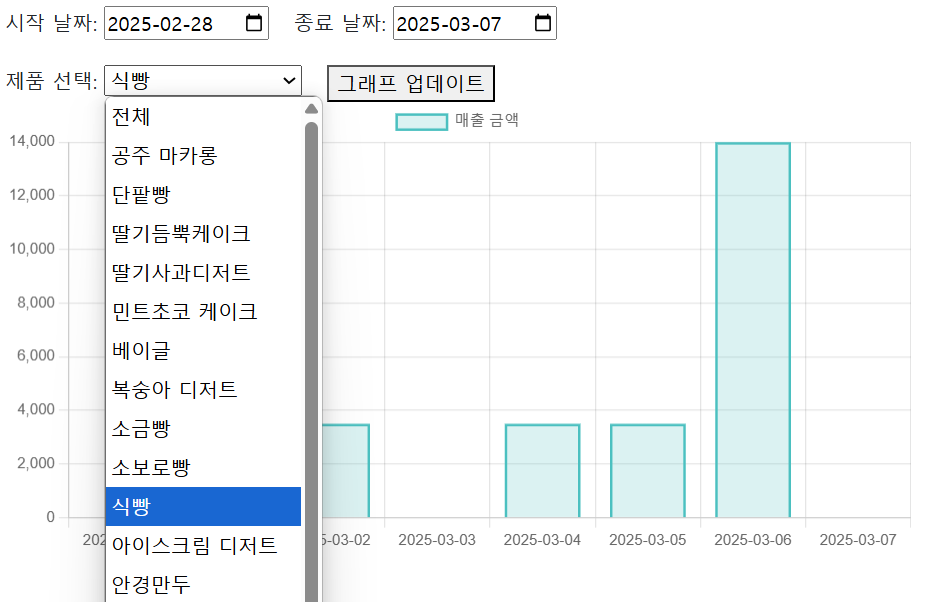 시작 날짜: 2025-02-28 종료 날짜: 2025-03-07
제품 선택: 식빵 그래프 업데이트
전체
매출 금액
공주 마카롱
단팥빵
딸기듬뿍케이크
딸기사과디저트
민트초코 케이크
베이글
복숭아 디저트
소금빵
소보로빵
식빵
아이스크림 디저트
안경만두
14,000
12,000
10,000
8,000
6,000
4,000
2,000
0
202 5-03-02 2025-03-03 2025-03-04 2025-03-05 2025-03-06 2025-03-07